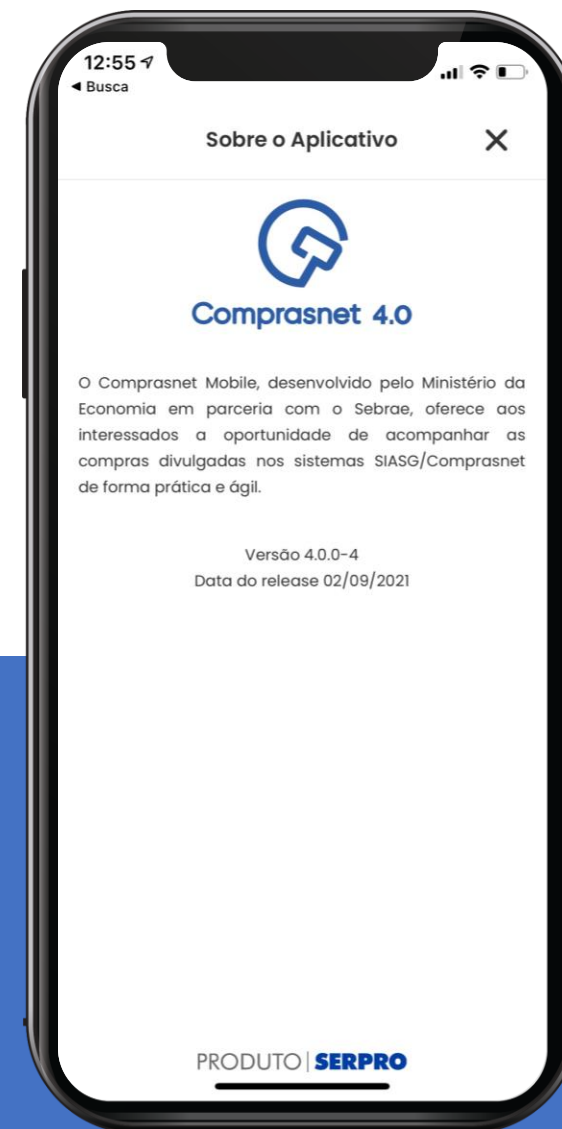 12:55
◀ Busca
Sobre o Aplicativo
Comprasnet 4.0
O Comprasnet Mobile, desenvolvido pelo Ministério da
Economia em parceria com o Sebrae, oferece aos
interessados a oportunidade de acompanhar as
compras divulgadas nos sistemas SIASG/Comprasnet
de forma prática e ágil.
Versão 4.0.0-4
Data do release 02/09/2021
PRODUTO | SERPRO